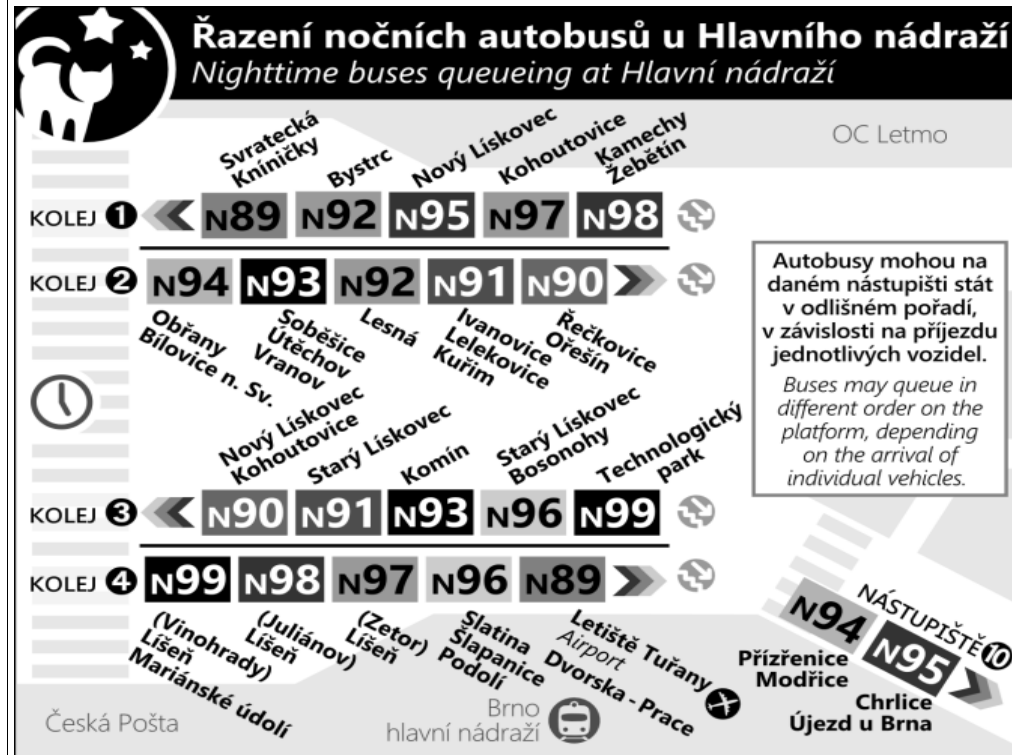 Řazení nočních autobusů u Hlavního nádraží
Nighttime buses queueing at Hlavní nádraží
OC Letmo
Svratecká
Kníničky
Bystrc
Nový Lískovec
Kohoutovice
Kamechy
Žebětín
KOLEJ 1 N89 N92 N95 N97 N98
KOLEJ 2 N94 N93 N92 N91 N90
Obřany
Bílovice n. Sv.
Soběšice
Útěchov
Vranov
Lesná
Ivanovice
Lelekovice
Kuřim
Řečkovice
Ořešín
Autobusy mohou na
daném nástupišti stát
v odlišném pořadí,
v závislosti na příjezdu
jednotlivých vozidel.
Buses may queue in
different order on the
platform, depending
on the arrival of
individual vehicles.
Nový Lískovec
Kohoutovice
Starý Lískovec
Komín
Starý Lískovec
Bosonohy
Technologický
park
KOLEJ 3 N90 N91 N93 N96 N99
KOLEJ 4 N99 N98 N97 N96 N89
(Vinohrady)
Líšeň
Mariánské údolí
(Juliánov)
Líšeň
(Zetor)
Líšeň
Slatina
Šlapanice
Podolí
Letiště Tuřany
Airport
Dvorska - Prace
NÁSTUPIŠTĚ 10
N94 N95
Přízřenice
Modřice
Chrlice
Újezd u Brna
Česká Pošta
Brno
hlavní nádraží